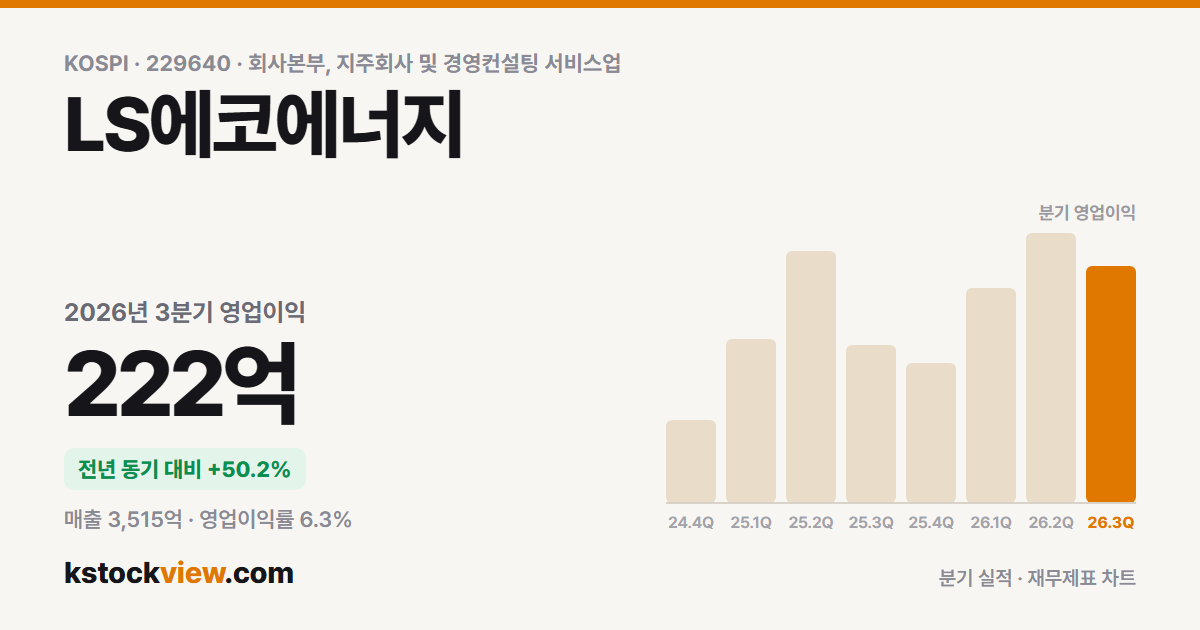 KOSPI · 229640 · 회사본부, 지주회사 및 경영컨설팅 서비스업
LS에코에너지
분기 영업이익
2026년 3분기 영업이익
222억
전년 동기 대비 +50.2%
매출 3,515억 · 영업이익률 6.3%
24.4Q 25.1Q 25.2Q 25.3Q 25.4Q 26.1Q 26.2Q 26.3Q
kstockview.com
분기 실적 · 재무제표 차트